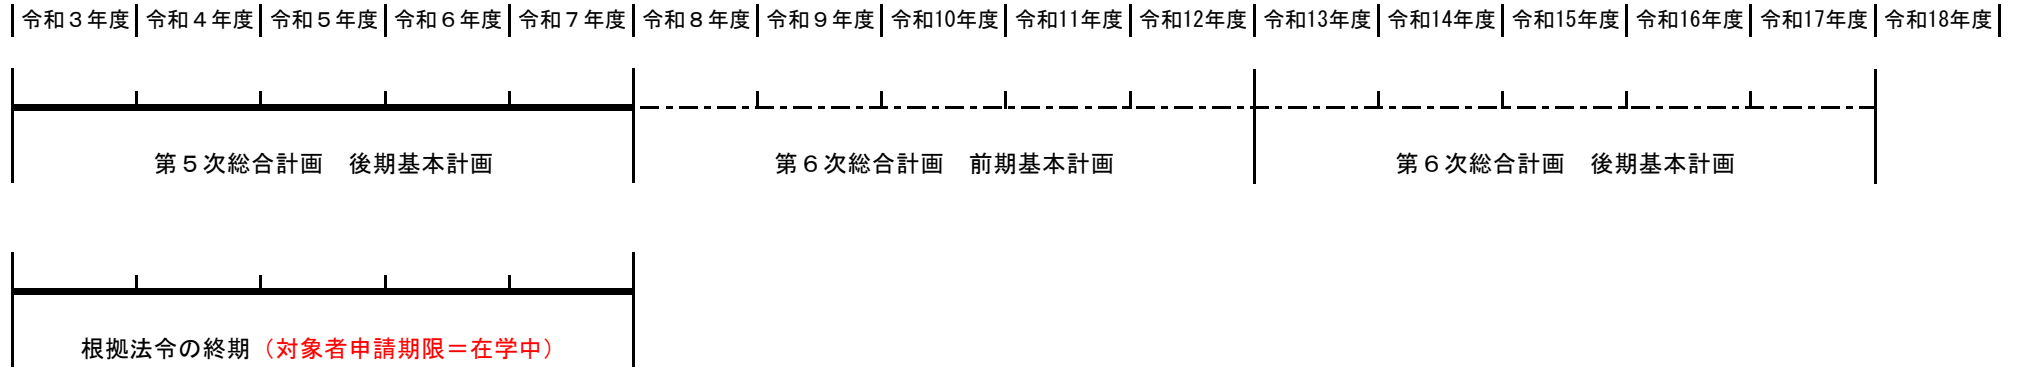 令和３年度 令和４年度 令和５年度 令和６年度 令和７年度 令和８年度 令和９年度 令和10年度 令和11年度 令和12年度 令和13年度 令和14年度 令和15年度 令和16年度 令和17年度 令和18年度
第５次総合計画　後期基本計画 第６次総合計画　前期基本計画 第６次総合計画　後期基本計画
根拠法令の終期（対象者申請期限＝在学中）